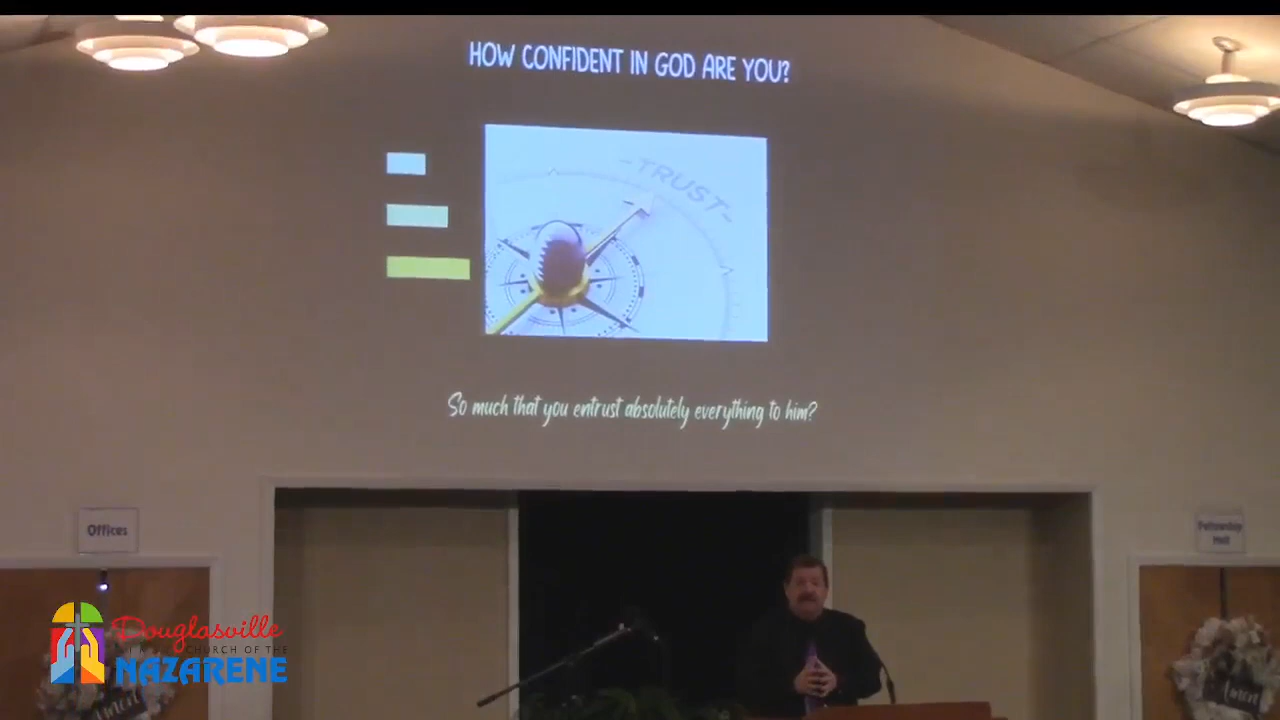 HOW CONFIDENT IN GOD ARE YOU?
-TRUST-
So much that you entrust absolutely everything to him?
Offices
Fellowship
Hall
Douglasville
FIRST CHURCH OF THE
NAZARENE